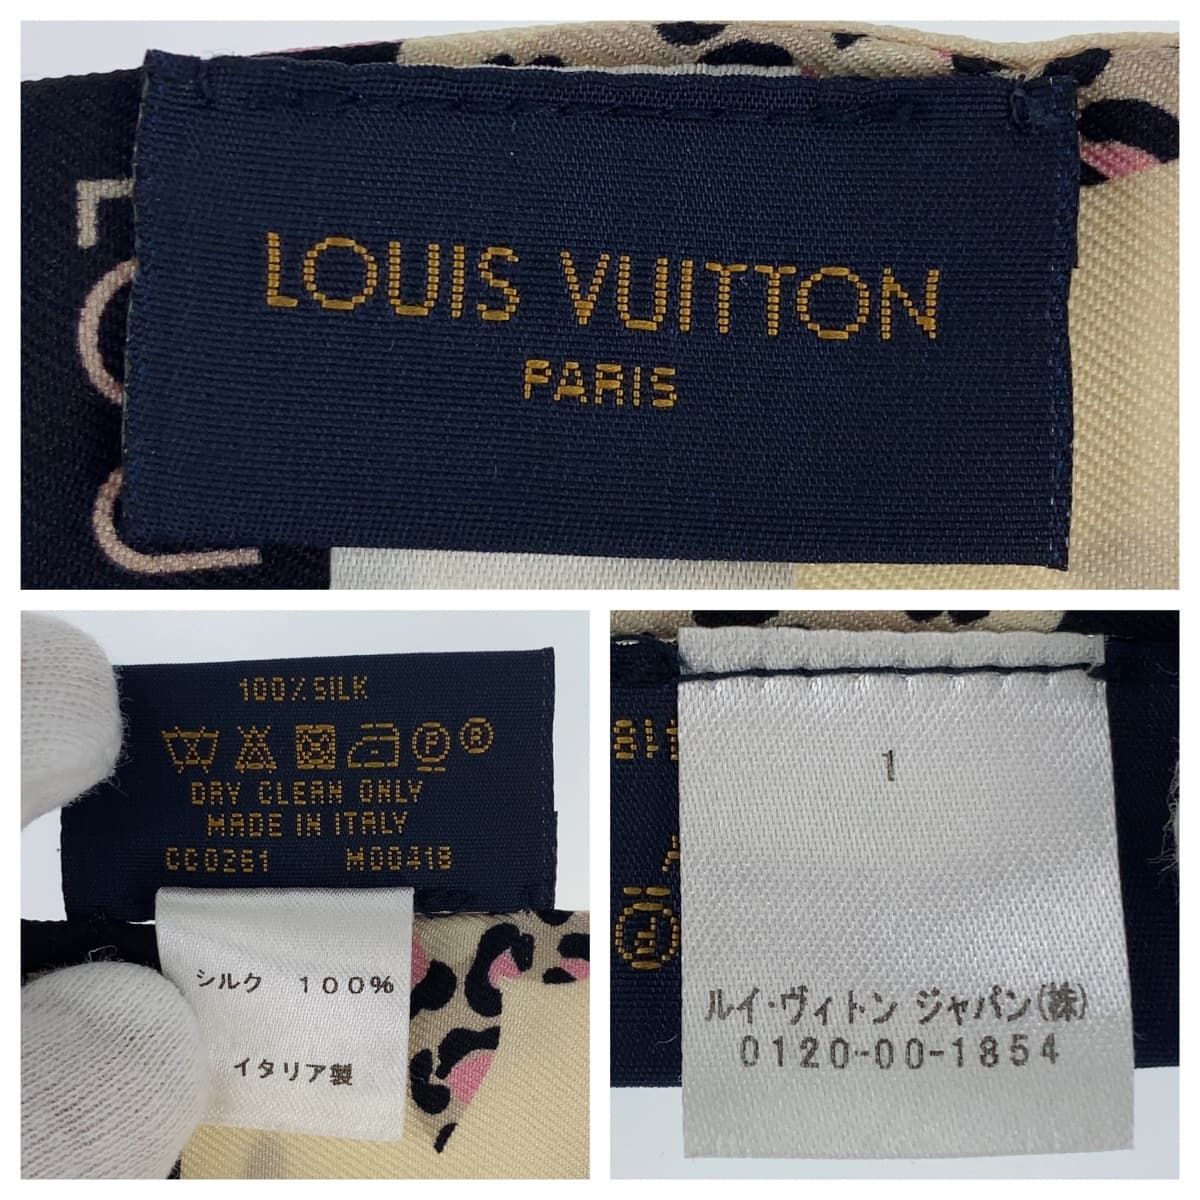 LOUIS VUITTON
PARIS
100% SILK
DRY CLEAN ONLY
MADE IN ITALY
CC0261 M00418
シルク 100%
イタリア製
1
ルイ・ヴィトン ジャパン(株)
0120-00-1854